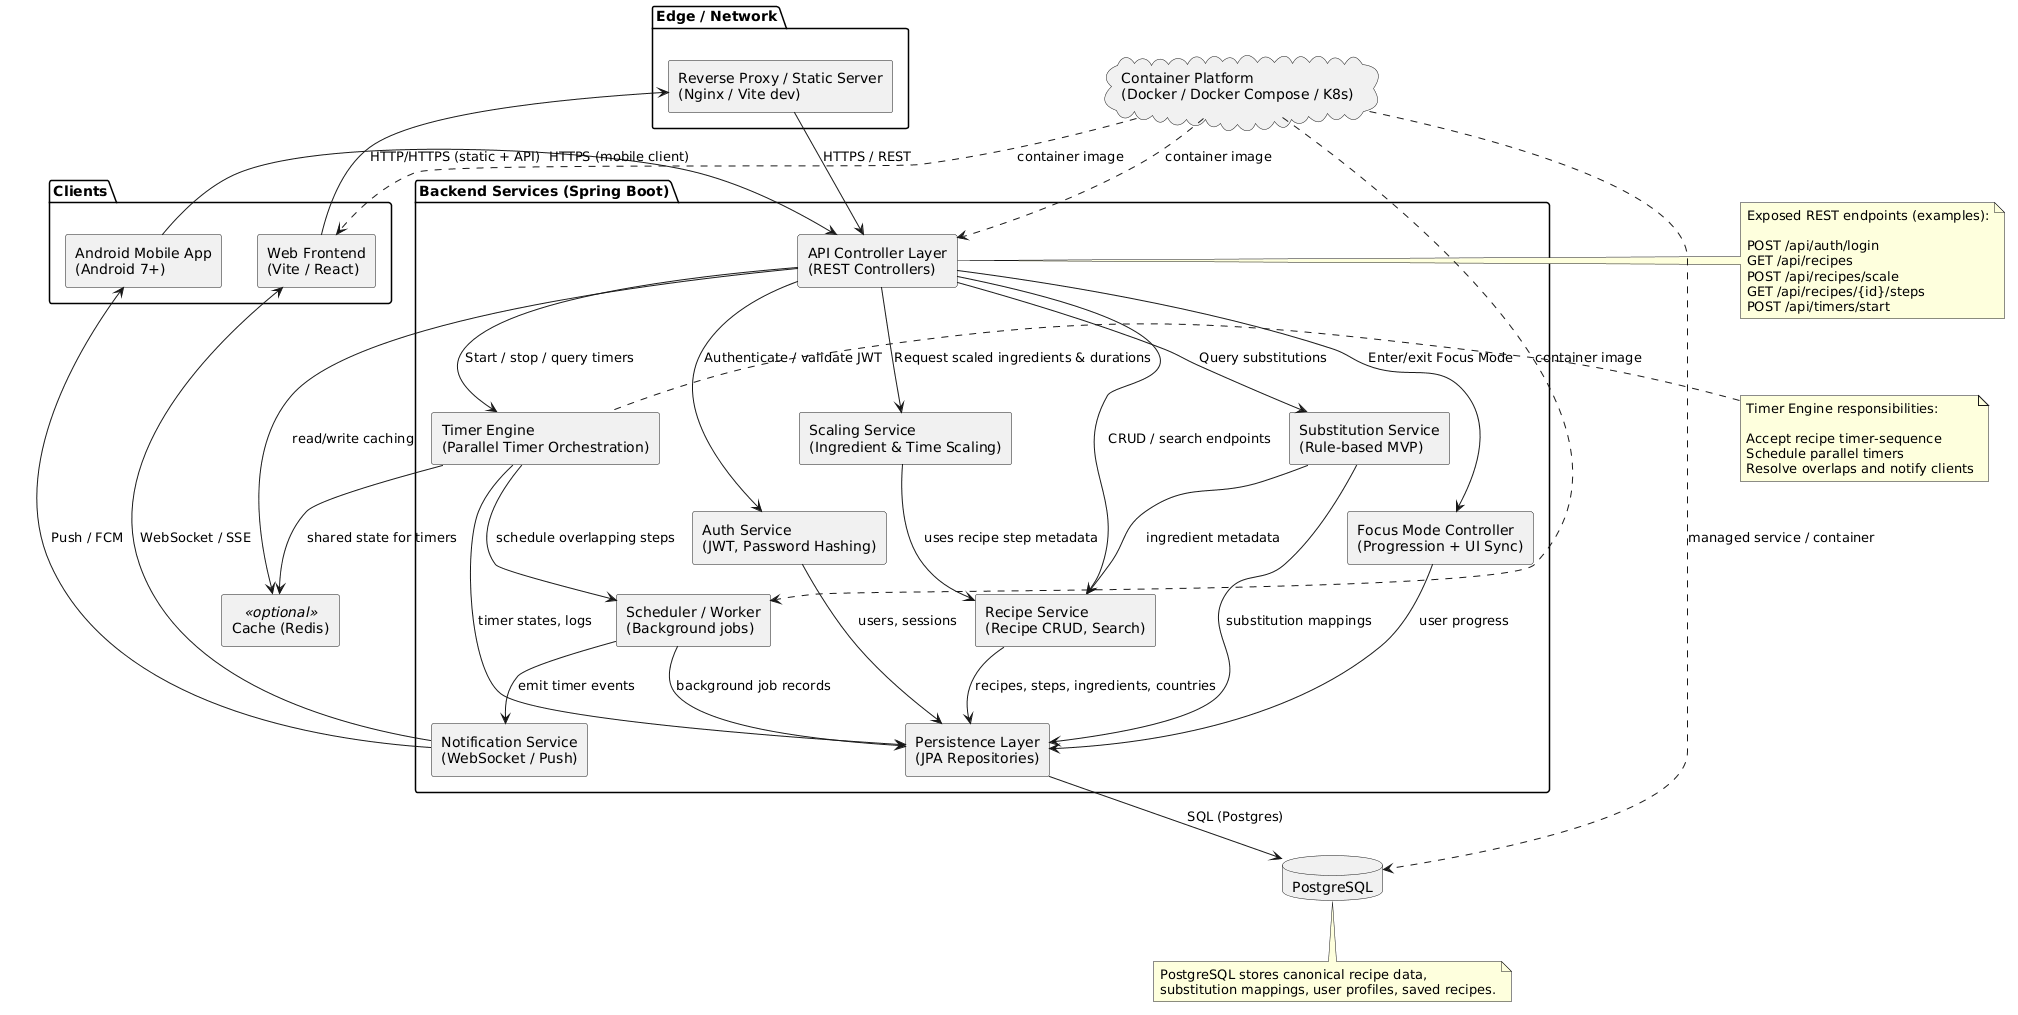 Edge / Network
Reverse Proxy / Static Server
(Nginx / Vite dev)
Container Platform
(Docker / Docker Compose / K8s)
HTTP/HTTPS (static + API)
HTTPS (mobile client)
HTTPS / REST
container image
container image
Clients
Android Mobile App
(Android 7+)
Web Frontend
(Vite / React)
Backend Services (Spring Boot)
API Controller Layer
(REST Controllers)
Exposed REST endpoints (examples):
POST /api/auth/login
GET /api/recipes
POST /api/recipes/scale
GET /api/recipes/{id}/steps
POST /api/timers/start
Start / stop / query timers
Authenticate / validate JWT
Request scaled ingredients & durations
Query substitutions
Enter/exit Focus Mode
container image
read/write caching
Timer Engine
(Parallel Timer Orchestration)
Scaling Service
(Ingredient & Time Scaling)
CRUD / search endpoints
Substitution Service
(Rule-based MVP)
Timer Engine responsibilities:
Accept recipe timer-sequence
Schedule parallel timers
Resolve overlaps and notify clients
Push / FCM
WebSocket / SSE
shared state for timers
schedule overlapping steps
Auth Service
(JWT, Password Hashing)
uses recipe step metadata
ingredient metadata
Focus Mode Controller
(Progression + UI Sync)
managed service / container
«optional»
Cache (Redis)
timer states, logs
Scheduler / Worker
(Background jobs)
users, sessions
Recipe Service
(Recipe CRUD, Search)
substitution mappings
user progress
emit timer events
background job records
recipes, steps, ingredients, countries
Notification Service
(WebSocket / Push)
Persistence Layer
(JPA Repositories)
SQL (Postgres)
PostgreSQL
PostgreSQL stores canonical recipe data,
substitution mappings, user profiles, saved recipes.